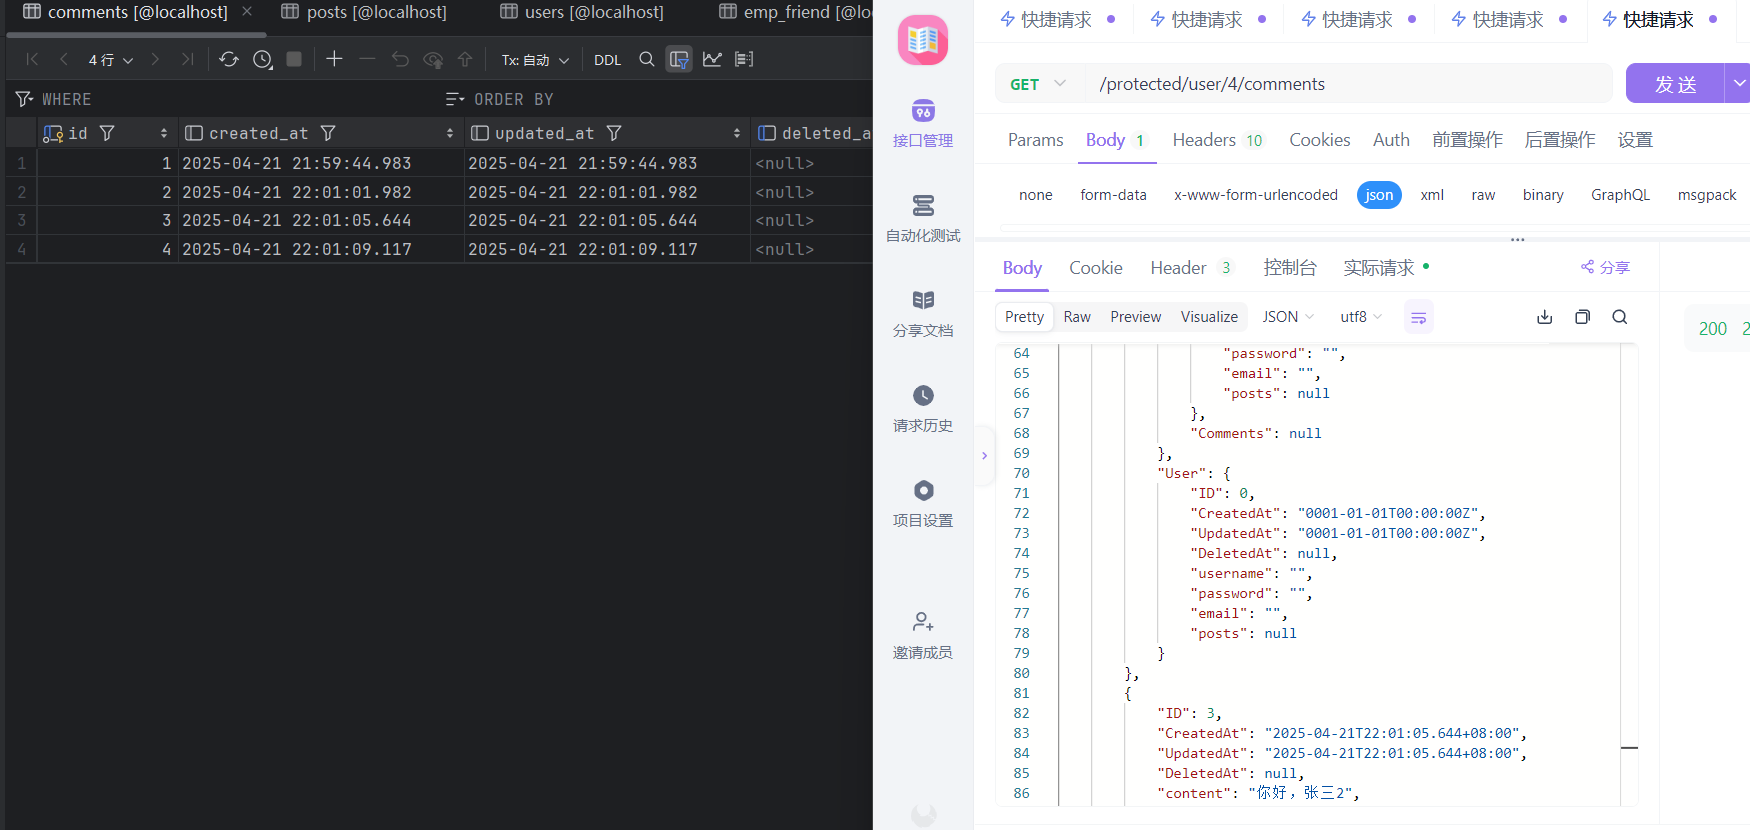 comments [@localhost]
posts [@localhost]
users [@localhost]
emp_friend [@lo
4 行
Tx: 自动
DDL
WHERE
ORDER BY
id
created_at
updated_at
deleted_a
1 1 2025-04-21 21:59:44.983 2025-04-21 21:59:44.983 <null>
2 2 2025-04-21 22:01:01.982 2025-04-21 22:01:01.982 <null>
3 3 2025-04-21 22:01:05.644 2025-04-21 22:01:05.644 <null>
4 4 2025-04-21 22:01:09.117 2025-04-21 22:01:09.117 <null>
接口管理
自动化测试
分享文档
请求历史
项目设置
邀请成员
快捷请求
快捷请求
快捷请求
快捷请求
快捷请求
GET
/protected/user/4/comments
发 送
Params
Body 1
Headers 10
Cookies
Auth
前置操作
后置操作
设置
none
form-data
x-www-form-urlencoded
json
xml
raw
binary
GraphQL
msgpack
Body
Cookie
Header 3
控制台
实际请求
分享
Pretty
Raw
Preview
Visualize
JSON
utf8
200 2
64 "password": "",
65 "email": "",
66 "posts": null
67 },
68 "Comments": null
69 },
70 "User": {
71 "ID": 0,
72 "CreatedAt": "0001-01-01T00:00:00Z",
73 "UpdatedAt": "0001-01-01T00:00:00Z",
74 "DeletedAt": null,
75 "username": "",
76 "password": "",
77 "email": "",
78 "posts": null
79 }
80 },
81 {
82 "ID": 3,
83 "CreatedAt": "2025-04-21T22:01:05.644+08:00",
84 "UpdatedAt": "2025-04-21T22:01:05.644+08:00",
85 "DeletedAt": null,
86 "content": "你好，张三2",